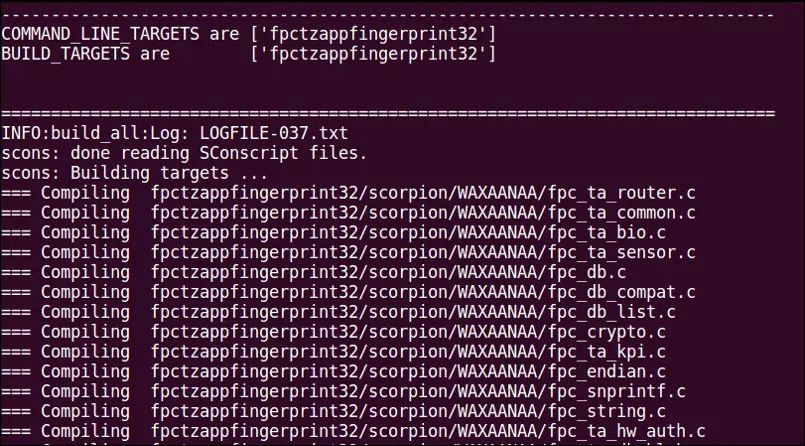 --------------------------------------------------------------------------------
COMMAND_LINE_TARGETS are ['fpctzappfingerprint32']
BUILD_TARGETS are        ['fpctzappfingerprint32']
================================================================================
INFO:build_all:Log: LOGFILE-037.txt
scons: done reading SConscript files.
scons: Building targets ...
=== Compiling  fpctzappfingerprint32/scorpion/WAXAANAA/fpc_ta_router.c
=== Compiling  fpctzappfingerprint32/scorpion/WAXAANAA/fpc_ta_common.c
=== Compiling  fpctzappfingerprint32/scorpion/WAXAANAA/fpc_ta_bio.c
=== Compiling  fpctzappfingerprint32/scorpion/WAXAANAA/fpc_ta_sensor.c
=== Compiling  fpctzappfingerprint32/scorpion/WAXAANAA/fpc_db.c
=== Compiling  fpctzappfingerprint32/scorpion/WAXAANAA/fpc_db_compat.c
=== Compiling  fpctzappfingerprint32/scorpion/WAXAANAA/fpc_db_list.c
=== Compiling  fpctzappfingerprint32/scorpion/WAXAANAA/fpc_crypto.c
=== Compiling  fpctzappfingerprint32/scorpion/WAXAANAA/fpc_ta_kpi.c
=== Compiling  fpctzappfingerprint32/scorpion/WAXAANAA/fpc_endian.c
=== Compiling  fpctzappfingerprint32/scorpion/WAXAANAA/fpc_snprintf.c
=== Compiling  fpctzappfingerprint32/scorpion/WAXAANAA/fpc_string.c
=== Compiling  fpctzappfingerprint32/scorpion/WAXAANAA/fpc_ta_hw_auth.c